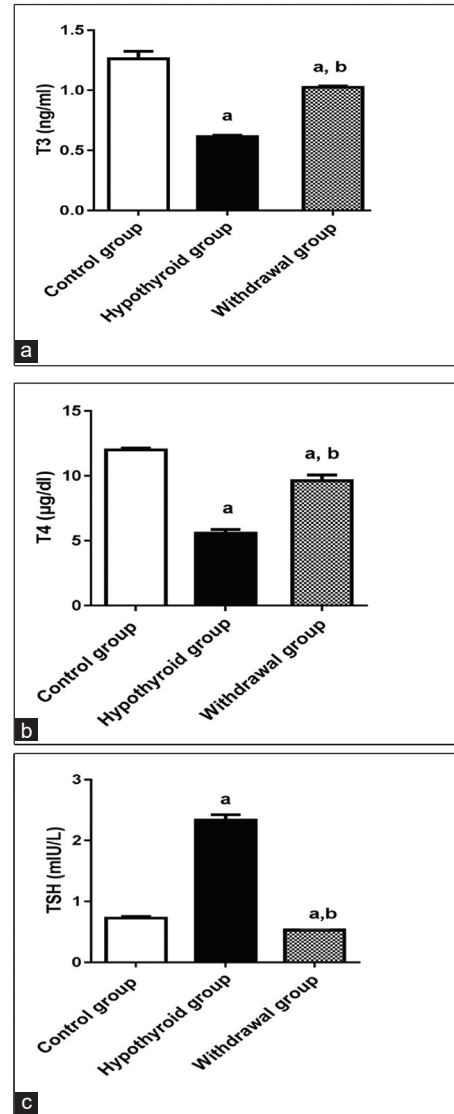 1.5
1.0
0.5
0.0
T3 (ng/ml)
a
a, b
Control group
Hypothyroid group
Withdrawal group
a
15
10
5
0
T4 (µg/dl)
a
a, b
Control group
Hypothyroid group
Withdrawal group
b
3
2
1
0
TSH (mIU/L)
a
a,b
Control group
Hypothyroid group
Withdrawal group
c